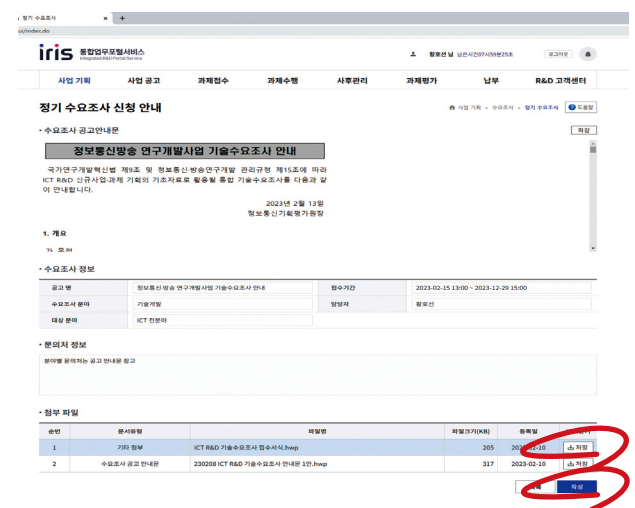 정기 수요조사
ux/index.do
iris 통합업무포털서비스
Integrated R&D Portal Service
황호선 님 남은시간07시59분25초 로그아웃
사업 기획 사업 공고 과제접수 과제수행 사후관리 과제평가 납부 R&D 고객센터
정기 수요조사 신청 안내
사업 기획 수요조사 정기 수요조사 도움말
수요조사 공고안내문 확장
정보통신방송 연구개발사업 기술수요조사 안내
국가연구개발혁신법 제9조 및 정보통신·방송연구개발 관리규정 제15조에 따라
ICT R&D 신규사업·과제 기획의 기초자료로 활용될 통합 기술수요조사를 다음과 같
이 안내합니다.
2023년 2월 13일
정보통신기획평가원장
1. 개요
수요조사 정보
공고 명 정보통신·방송 연구개발사업 기술수요조사 안내 접수기간 2023-02-15 13:00 ~ 2023-12-29 15:00
수요조사 분야 기술개발 담당자 황호선
대상 분야 ICT 전분야
문의처 정보
분야별 문의처는 공고 안내문 참고
첨부 파일
순번 문서유형 파일명 파일크기(KB) 등록일
1 기타 첨부 ICT R&D 기술수요조사 접수서식.hwp 205 2023-02-10 저장
2 수요조사 공고 안내문 230208 ICT R&D 기술수요조사 안내문 1안.hwp 317 2023-02-10 저장
작성